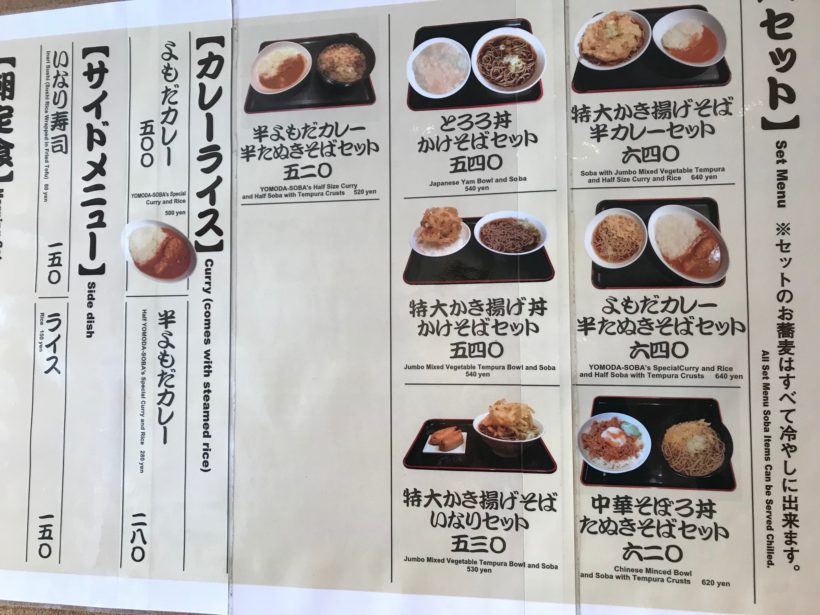 セット】 Set Menu ※セットのお蕎麦はすべて冷やしに出来ます。
All Set Menu Soba Items Can be Served Chilled.
特大かき揚げそば
半カレーセット
六四〇
Soba with Jumbo Mixed Vegetable Tempura
and Half Size Curry and Rice 640 yen
よもだカレー
半たぬきそばセット
六四〇
YOMODA-SOBA's SpecialCurry and Rice
and Half Soba with Tempura Crusts 640 yen
中華そぼろ丼
たぬきそばセット
六二〇
Chinese Minced Bowl
and Soba with Tempura Crusts 620 yen
とろろ丼
かけそばセット
五四〇
Japanese Yam Bowl and Soba
540 yen
特大かき揚げ丼
かけそばセット
五四〇
Jumbo Mixed Vegetable Tempura Bowl and Soba
540 yen
特大かき揚げそば
いなりセット
五三〇
Jumbo Mixed Vegetable Tempura Bowl and Soba
530 yen
半よもだカレー
半たぬきそばセット
五二〇
YOMODA-SOBA's Half Size Curry
and Half Soba with Tempura Crusts 520 yen
【カレーライス】 Curry (comes with steamed rice)
よもだカレー 五〇〇
YOMODA-SOBA's Special
Curry and Rice
500 yen
半よもだカレー 二八〇
Half YOMODA-SOBA's Special Curry and Rice 280 yen
【サイドメニュー】 Side dish
いなり寿司 一五〇
Inari Sushi (Sushi Rice Wrapped in Fried Tofu) 80 yen
ライス 一五〇
Rice 150 yen
【朝定食】